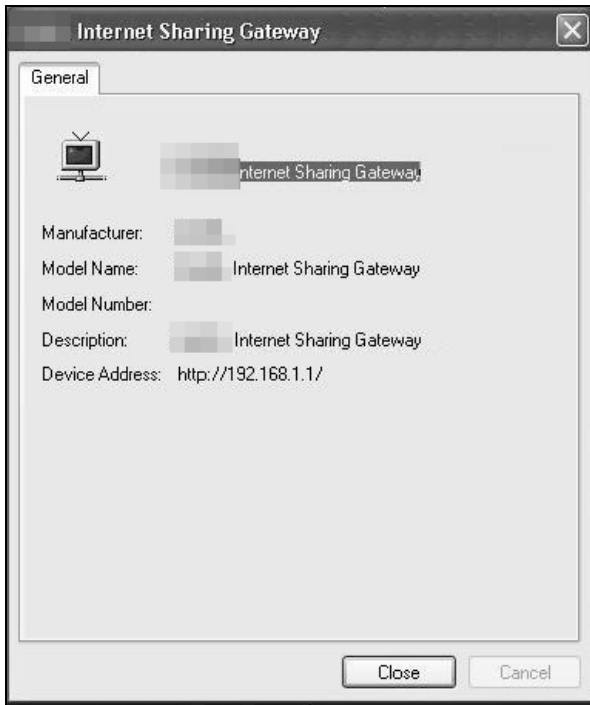 Internet Sharing Gateway
General
nternet Sharing Gateway
Manufacturer:
Model Name: Internet Sharing Gateway
Model Number:
Description: Internet Sharing Gateway
Device Address: http://192.168.1.1/
Close Cancel